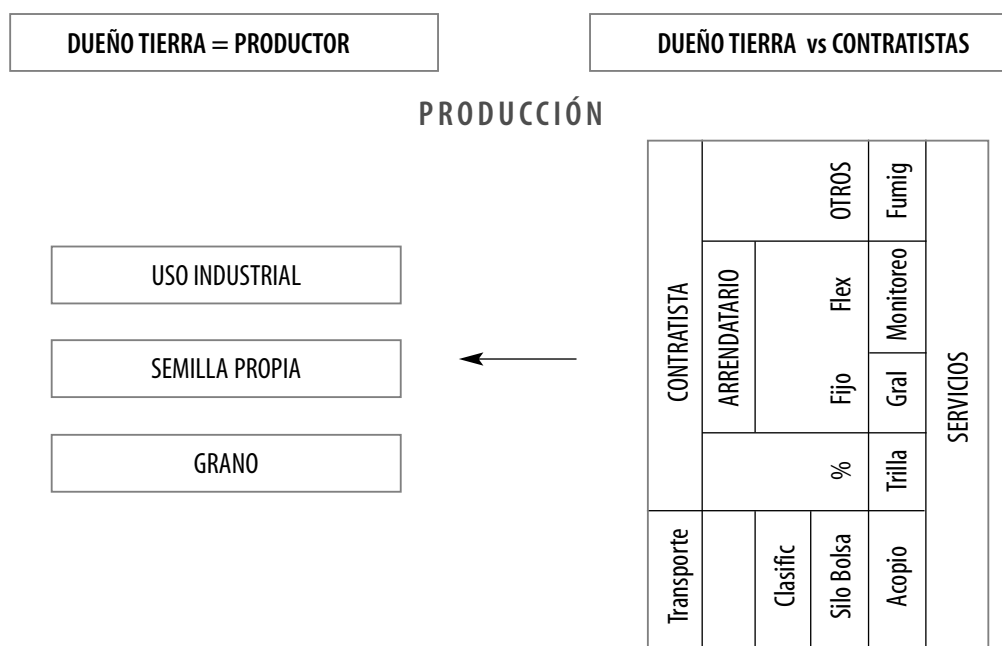 DUEÑO TIERRA = PRODUCTOR
DUEÑO TIERRA vs CONTRATISTAS
PRODUCCIÓN
USO INDUSTRIAL
SEMILLA PROPIA
GRANO
CONTRATISTA
Transporte
ARRENDATARIO
Clasific
OTROS
Flex
Fijo
%
Silo Bolsa
Fumig
Monitoreo
Gral
Trilla
Acopio
SERVICIOS